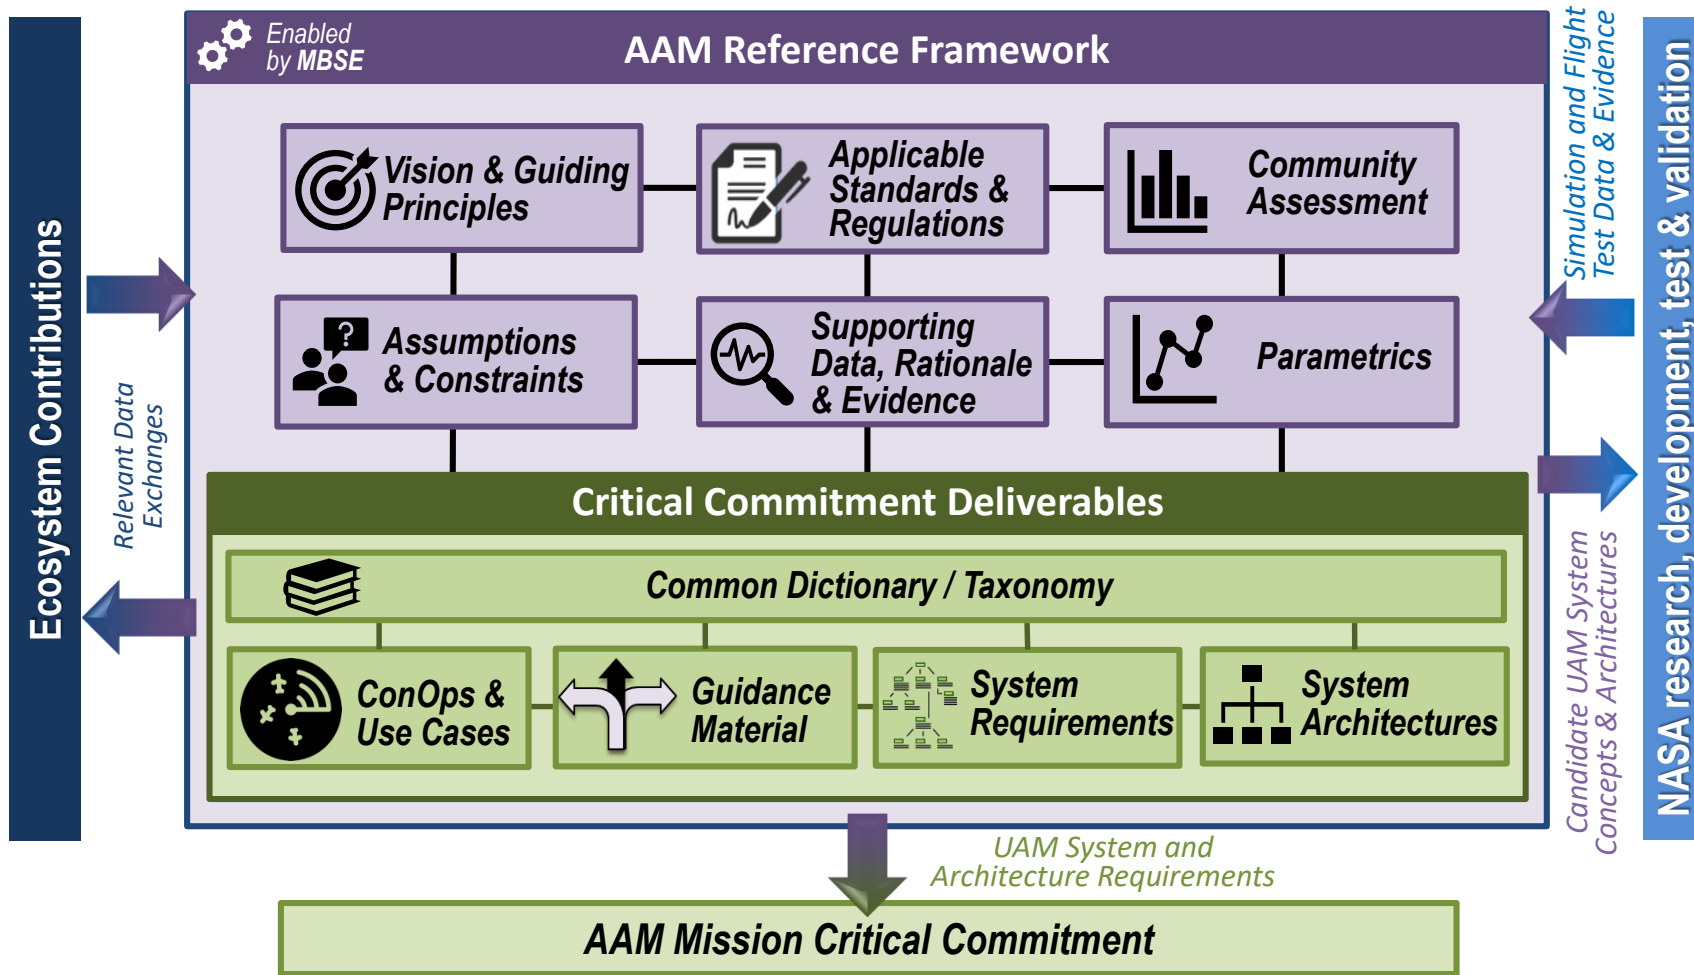 Enabled
by MBSE
AAM Reference Framework
Ecosystem Contributions
Relevant Data
Exchanges
Vision & Guiding
Principles
Applicable
Standards &
Regulations
Community
Assessment
?
Assumptions
& Constraints
Supporting
Data, Rationale
& Evidence
Parametrics
Critical Commitment Deliverables
Common Dictionary / Taxonomy
ConOps &
Use Cases
Guidance
Material
System
Requirements
System
Architectures
Simulation and Flight
Test Data & Evidence
Candidate UAM System
Concepts & Architectures
NASA research, development, test & validation
UAM System and
Architecture Requirements
AAM Mission Critical Commitment